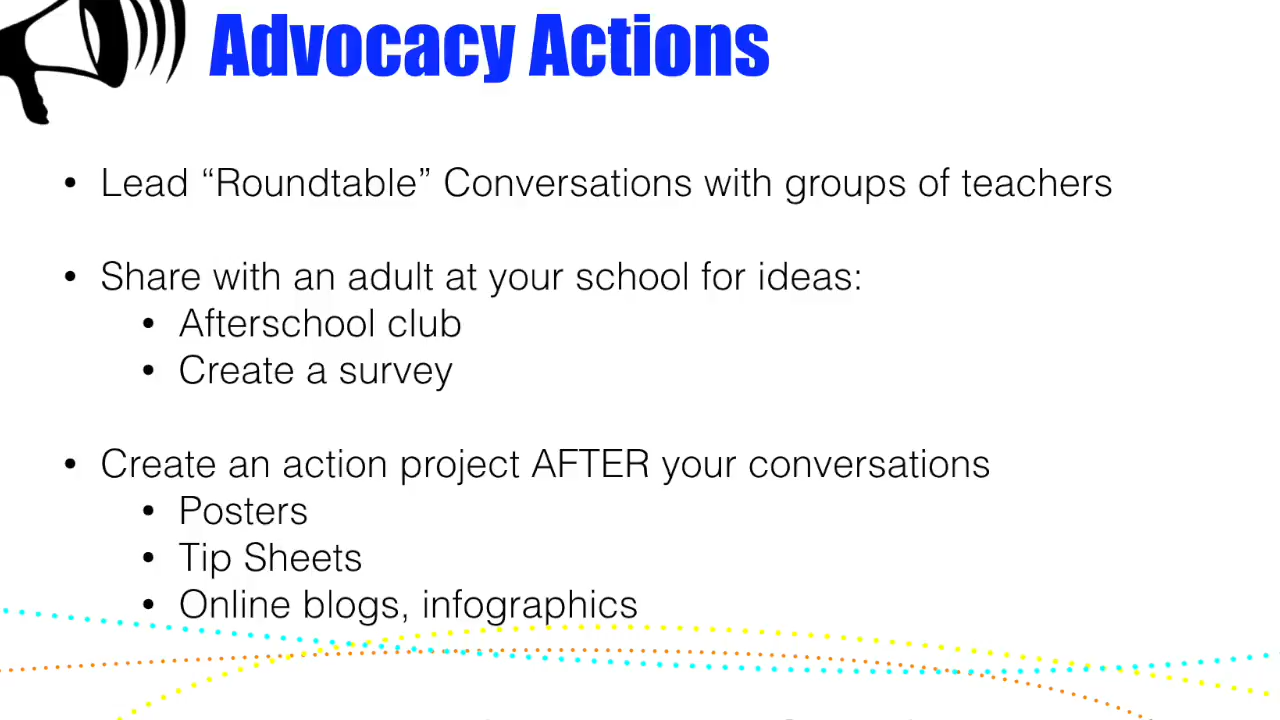 Advocacy Actions
• Lead “Roundtable” Conversations with groups of teachers
• Share with an adult at your school for ideas:
• Afterschool club
• Create a survey
• Create an action project AFTER your conversations
• Posters
• Tip Sheets
• Online blogs, infographics